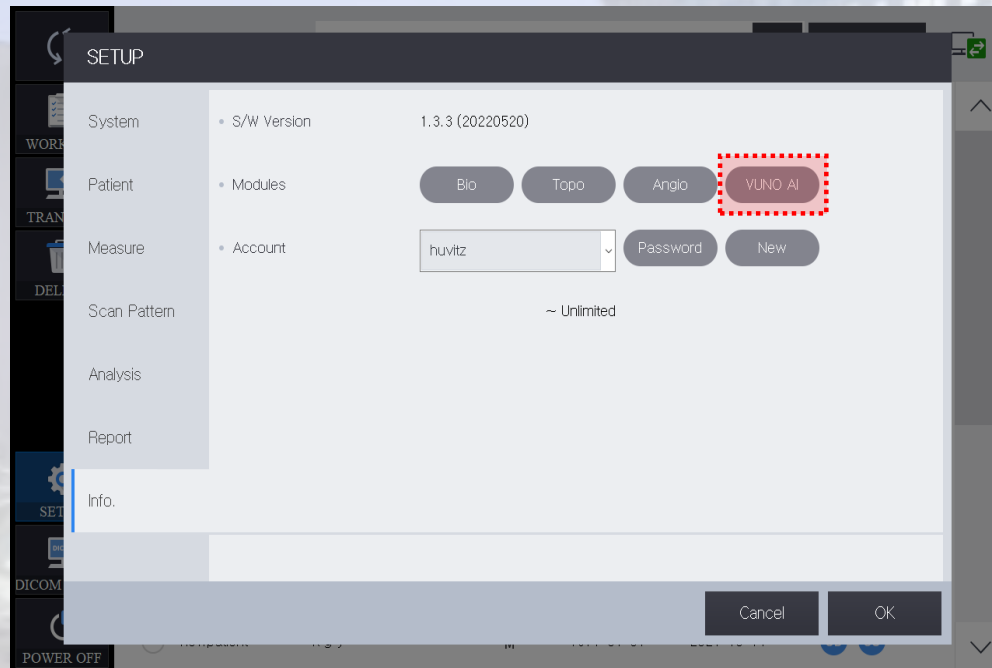 SETUP
System
S/W Version
1.3.3 (20220520)
WORK
Patient
Modules
Bio
Topo
Angio
VUNO AI
TRAN
Measure
Account
huvitz
Password
New
DEL
Scan Pattern
~ Unlimited
Analysis
Report
Info.
SET
DICOM
Cancel
OK
POWER OFF